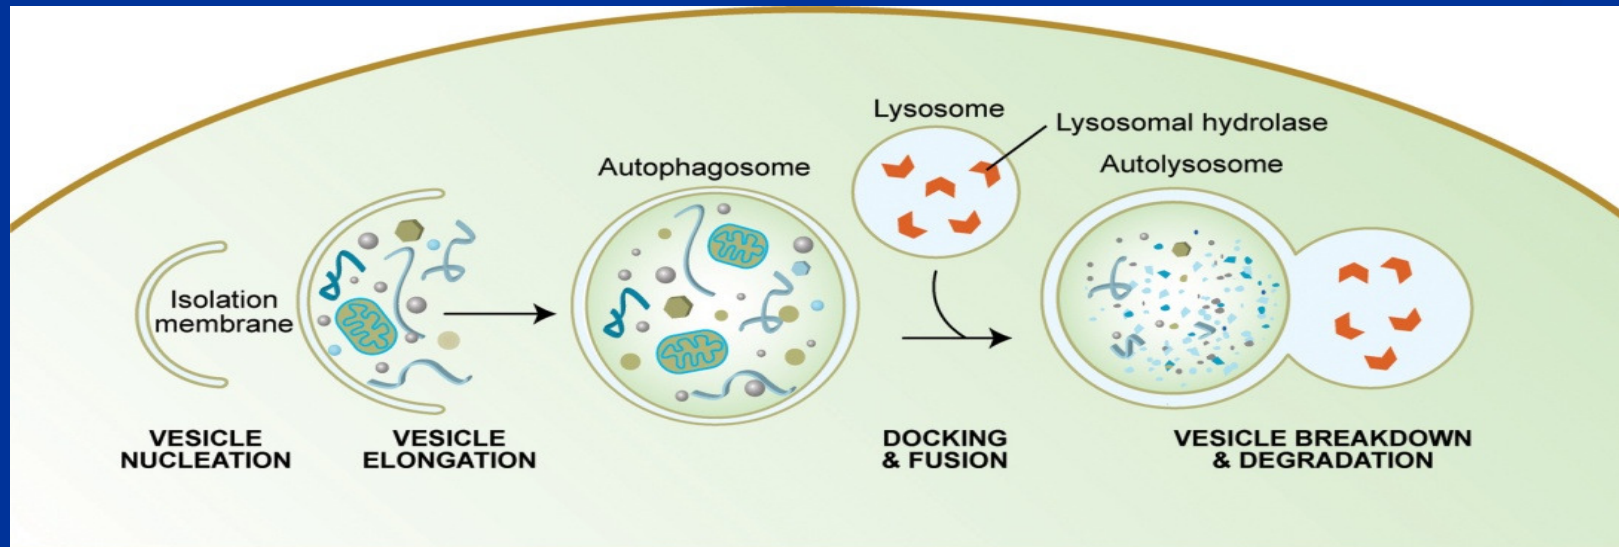 Lysosome
Lysosomal hydrolase
Autophagosome
Autolysosome
Isolation
membrane
VESICLE
NUCLEATION
VESICLE
ELONGATION
DOCKING
& FUSION
VESICLE BREAKDOWN
& DEGRADATION